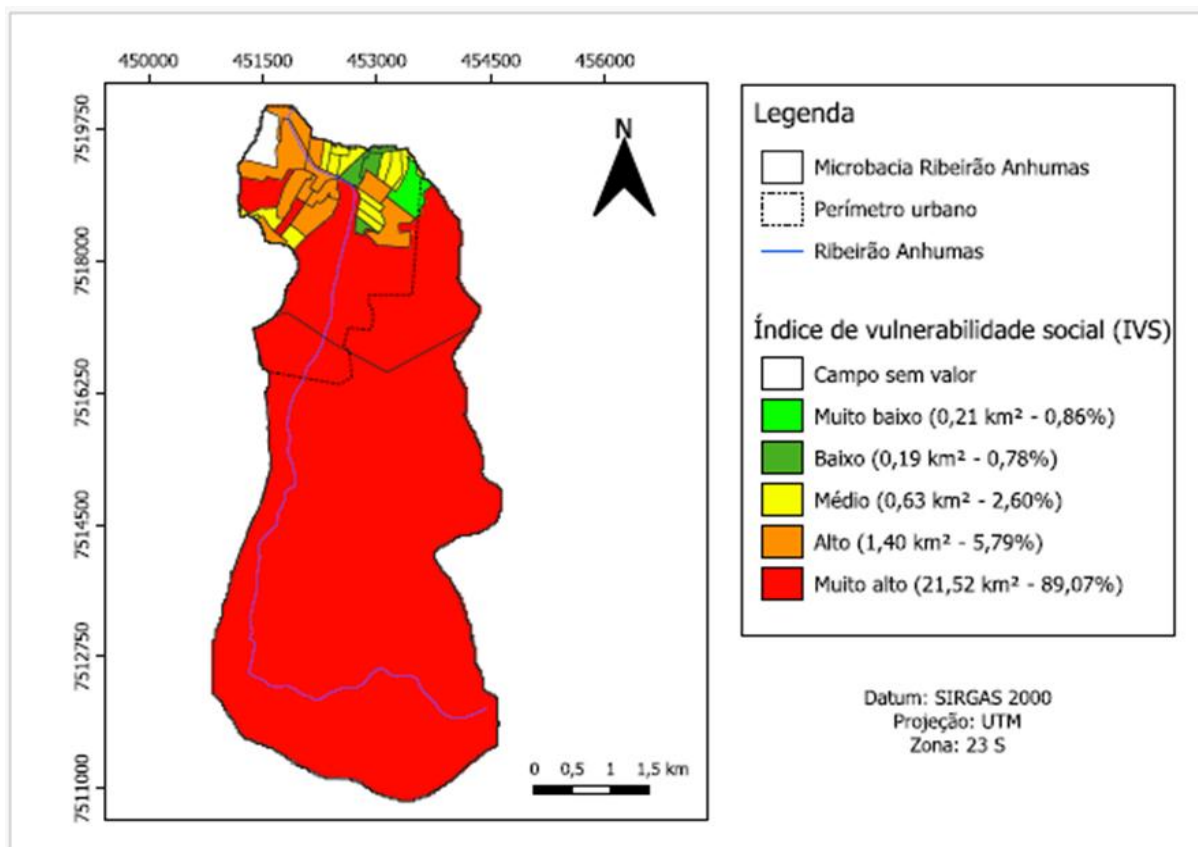 450000 451500 453000 454500 456000
7519750
7518000
7516250
7514500
7512750
7511000
N
0 0,5 1 1,5 km
Legenda
Microbacia Ribeirão Anhumas
Perímetro urbano
Ribeirão Anhumas
Índice de vulnerabilidade social (IVS)
Campo sem valor
Muito baixo (0,21 km² - 0,86%)
Baixo (0,19 km² - 0,78%)
Médio (0,63 km² - 2,60%)
Alto (1,40 km² - 5,79%)
Muito alto (21,52 km² - 89,07%)
Datum: SIRGAS 2000
Projeção: UTM
Zona: 23 S